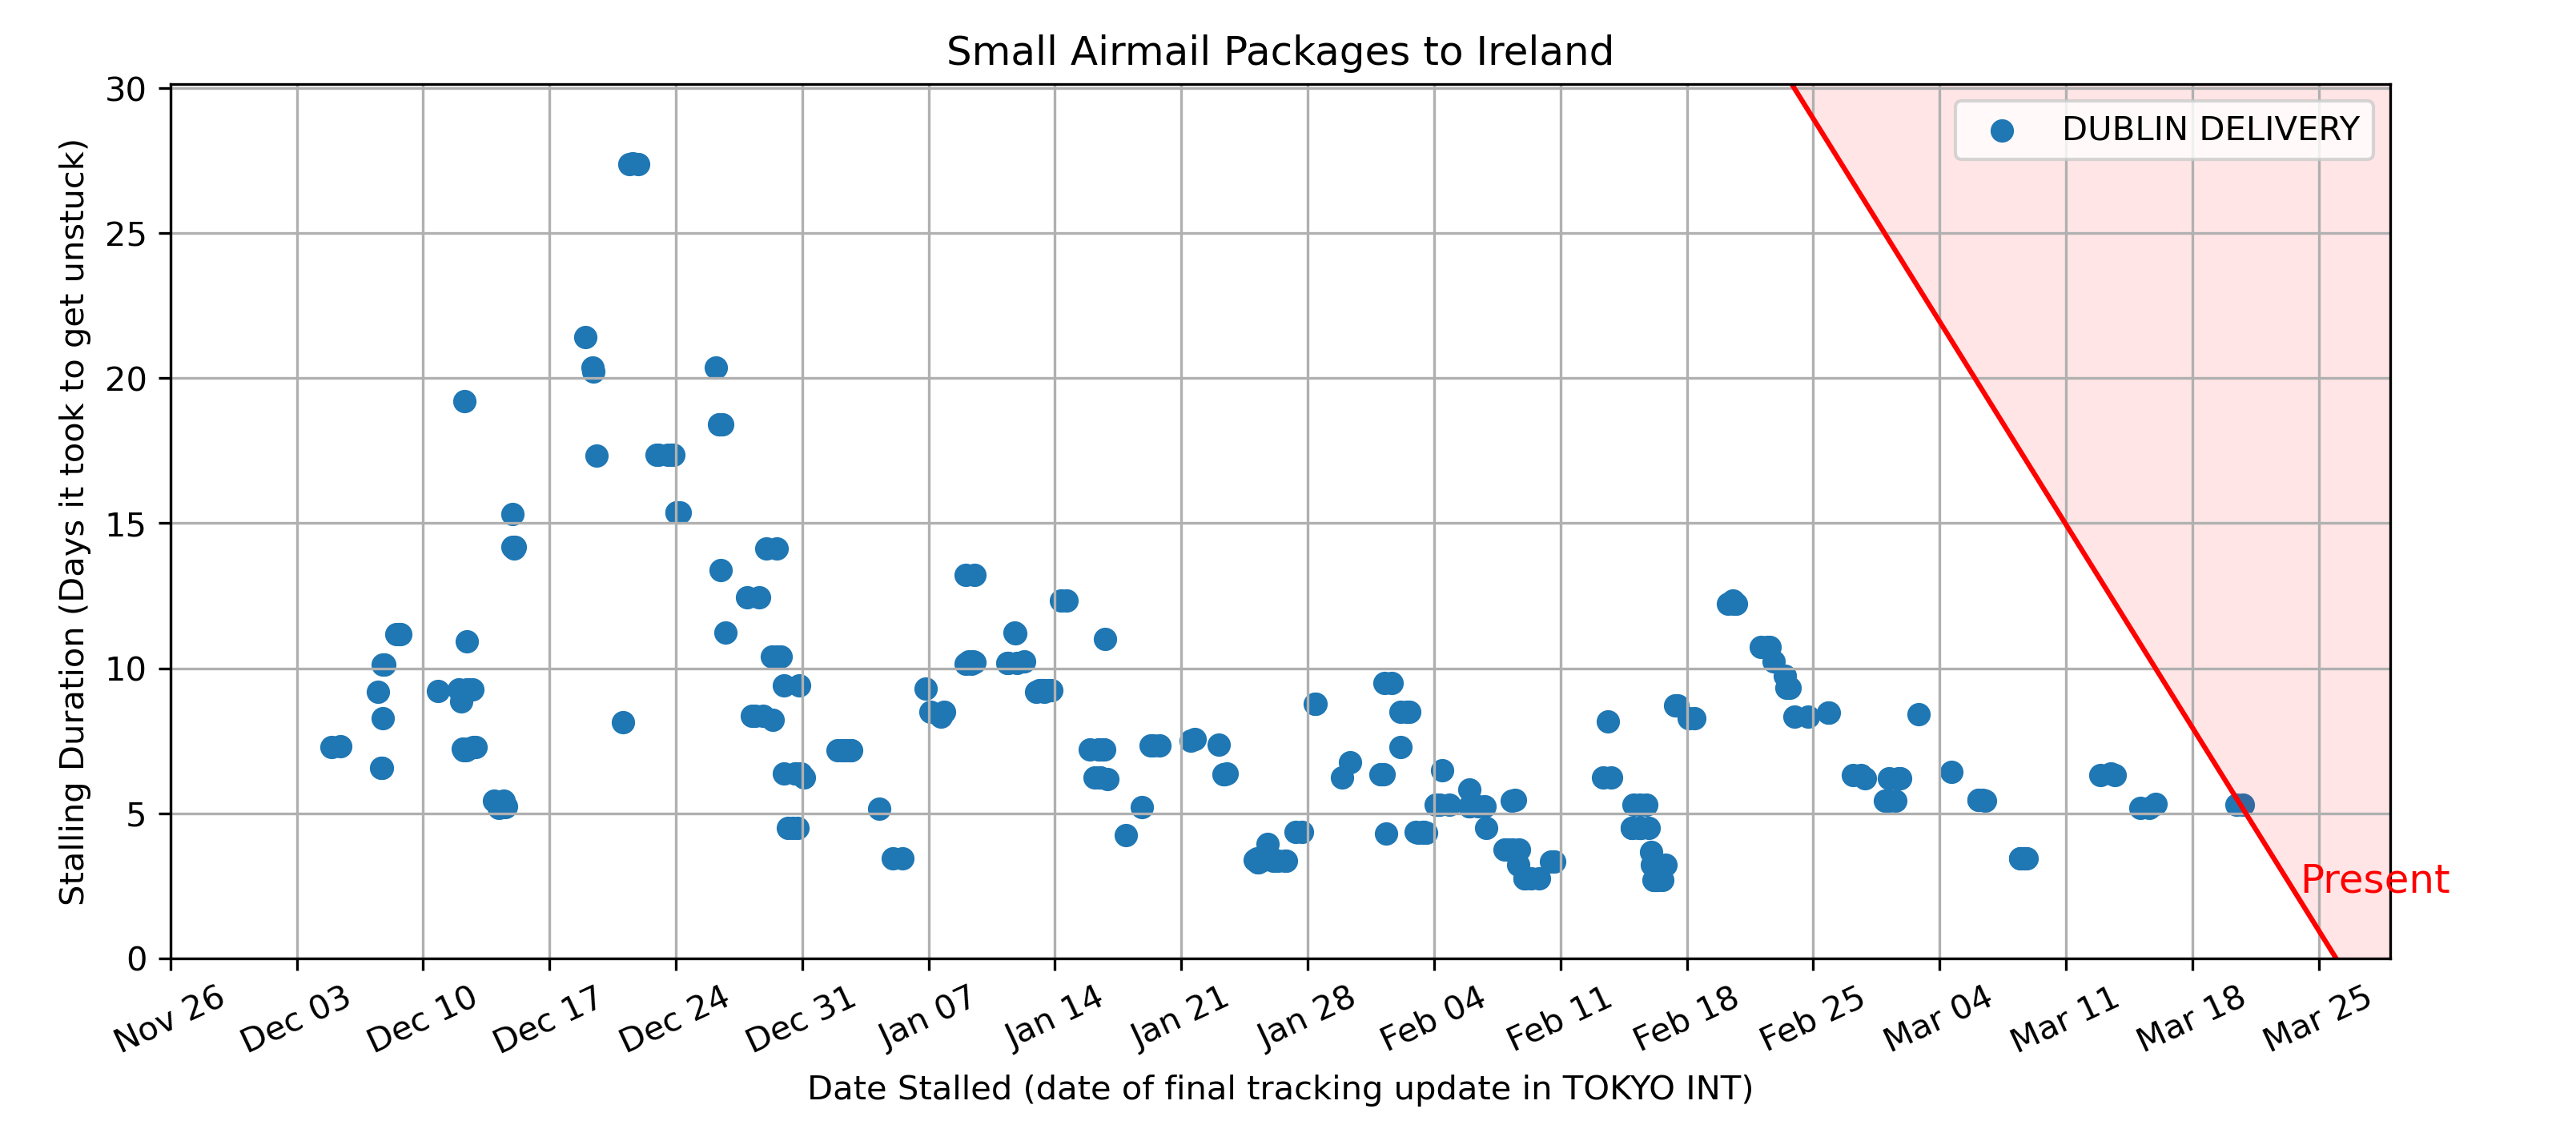 Small Airmail Packages to Ireland
DUBLIN DELIVERY
Stalling Duration (Days it took to get unstuck)
30
25
20
15
10
5
0
Present
Nov 26
Dec 03
Dec 10
Dec 17
Dec 24
Dec 31
Jan 07
Jan 14
Jan 21
Jan 28
Feb 04
Feb 11
Feb 18
Feb 25
Mar 04
Mar 11
Mar 18
Mar 25
Date Stalled (date of final tracking update in TOKYO INT)